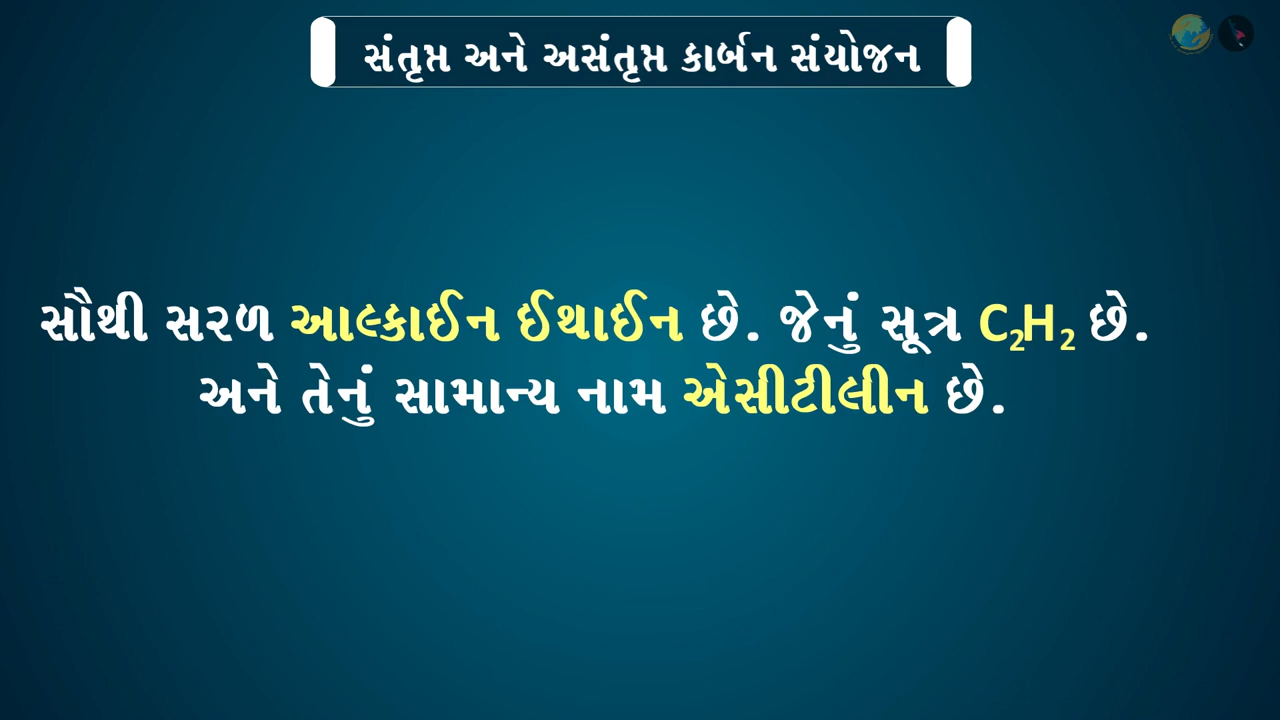 સંતૃપ્ત અને અસંતૃપ્ત કાર્બન સંયોજન
સૌથી સરળ આલ્કાઈન ઈથાઈન છે. જેનું સૂત્ર C₂H₂ છે.
અને તેનું સામાન્ય નામ એસીટીલીન છે.